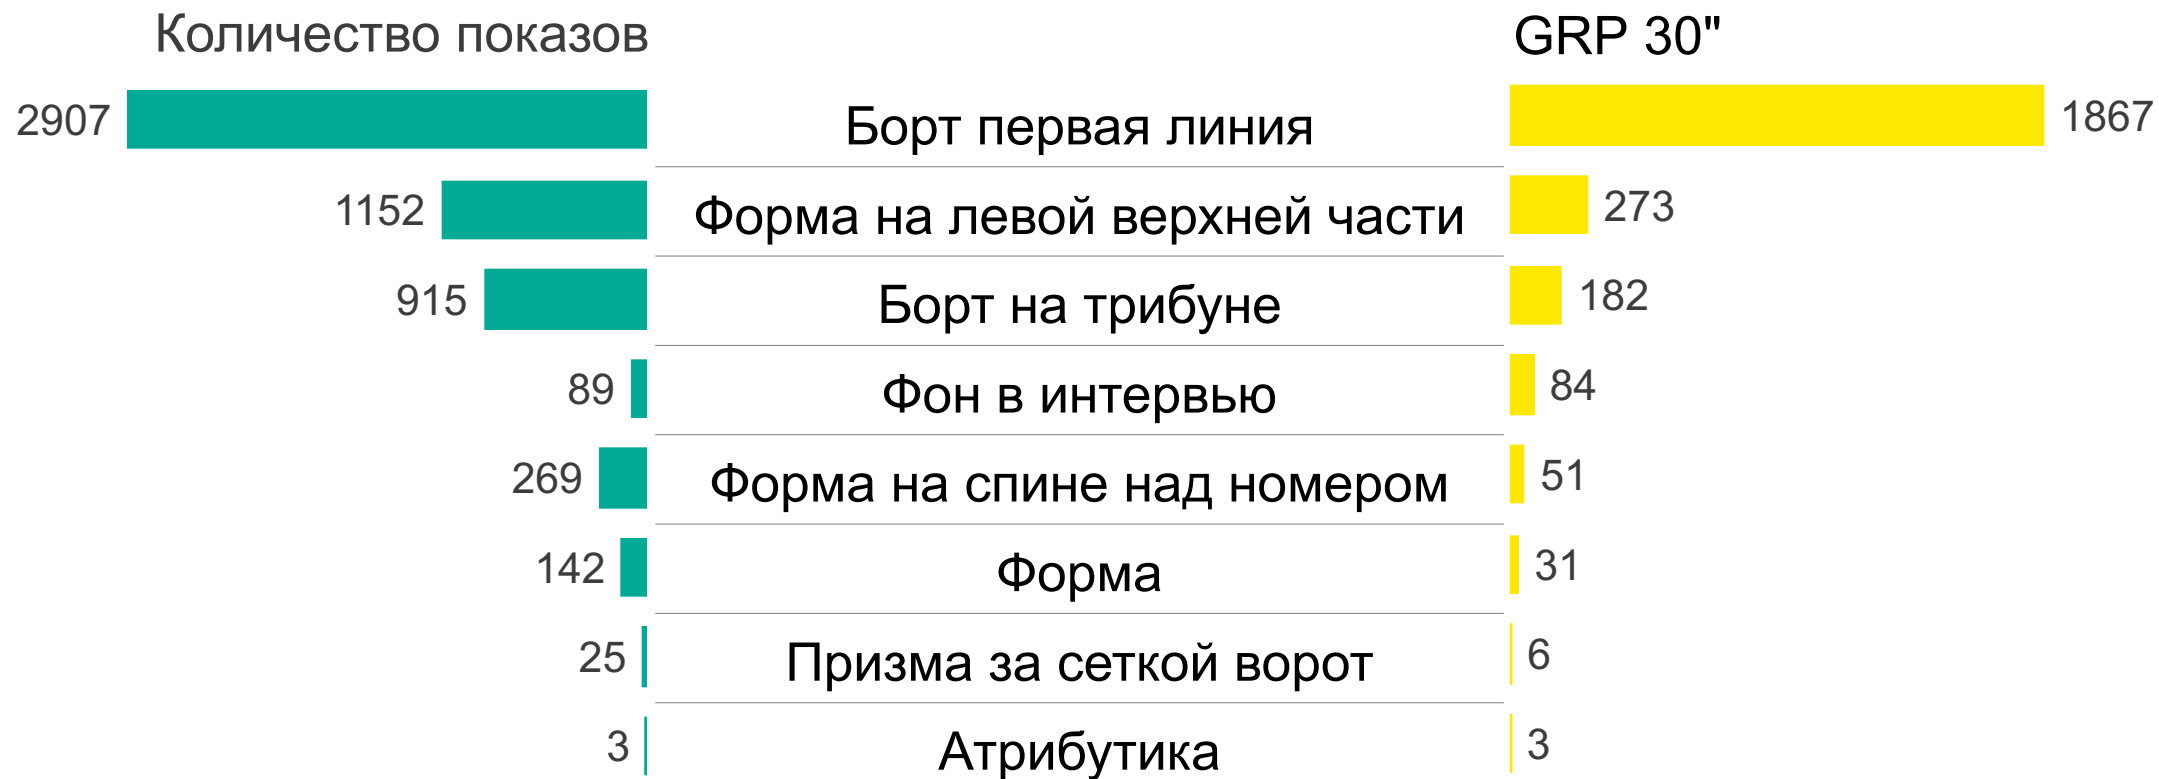 Количество показов GRP 30"
2907 Борт первая линия 1867
1152 Форма на левой верхней части 273
915 Борт на трибуне 182
89 Фон в интервью 84
269 Форма на спине над номером 51
142 Форма 31
25 Призма за сеткой ворот 6
3 Атрибутика 3